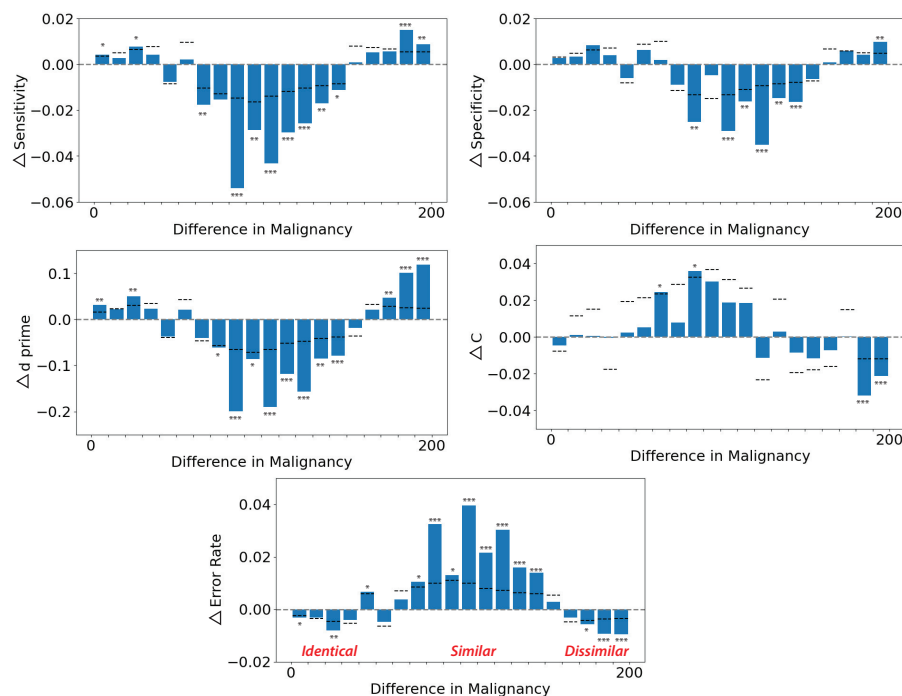 △ Sensitivity
0.02
0.00
−0.02
−0.04
−0.06
* * ** *** ** *** *** *** ** * *** **
0 200
Difference in Malignancy
△ Specificity
0.02
0.00
−0.02
−0.04
−0.06
** *** ** *** ** *** **
0 200
Difference in Malignancy
△ d prime
0.1
0.0
−0.1
−0.2
** ** * *** * *** *** *** ** *** ** *** ***
0 200
Difference in Malignancy
△ C
0.04
0.02
0.00
−0.02
−0.04
* * *** ***
0 200
Difference in Malignancy
△ Error Rate
0.04
0.02
0.00
−0.02
* ** * * *** * *** *** *** *** *** * *** ***
Identical Similar Dissimilar
0 200
Difference in Malignancy